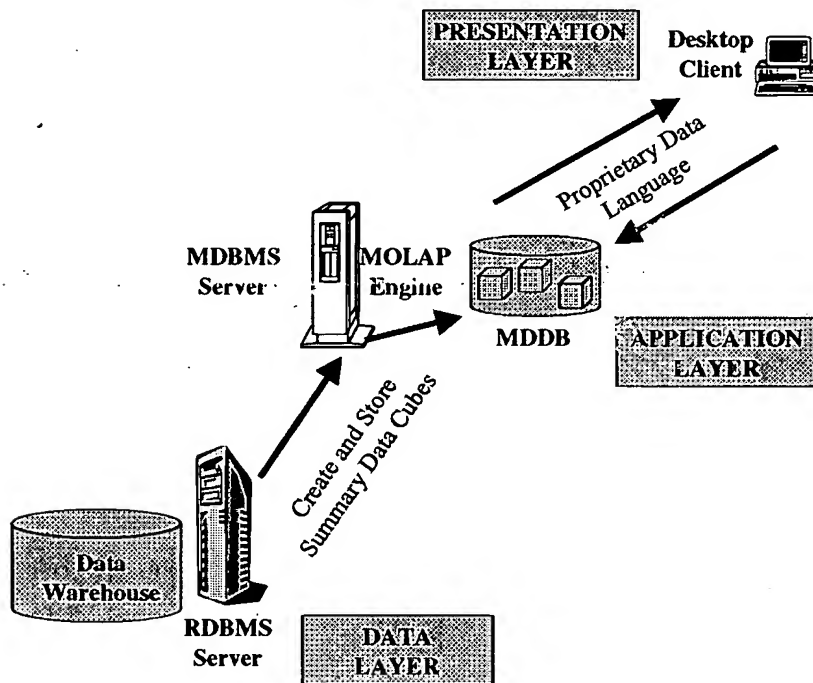 PRESENTATION
LAYER
Desktop
Client
Proprietary Data
Language
MDBMS
Server
MOLAP
Engine
MDDB
APPLICATION
LAYER
Create and Store
Summary Data Cubes
Data
Warehouse
RDBMS
Server
DATA
LAYER